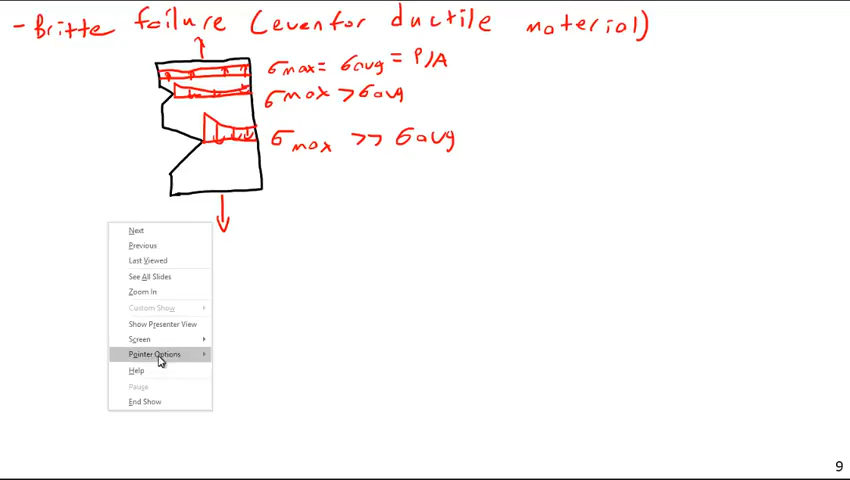 -Britte failure (even for ductile material)
σmax = σavg = P/A
σmax > σavg
σmax >> σavg
Next
Previous
Last Viewed
See All Slides
Zoom In
Custom Show
Show Presenter View
Screen
Pointer Options
Help
Pause
End Show
9